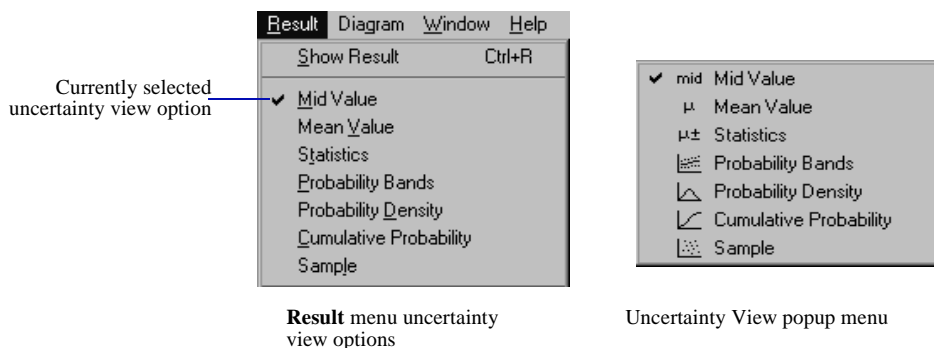 Result Diagram Window Help
Show Result Ctrl+R
Currently selected
uncertainty view option
✔ Mid Value
Mean Value
Statistics
Probability Bands
Probability Density
Cumulative Probability
Sample
Result menu uncertainty
view options
✔ mid Mid Value
µ Mean Value
µ± Statistics
Probability Bands
Probability Density
Cumulative Probability
Sample
Uncertainty View popup menu